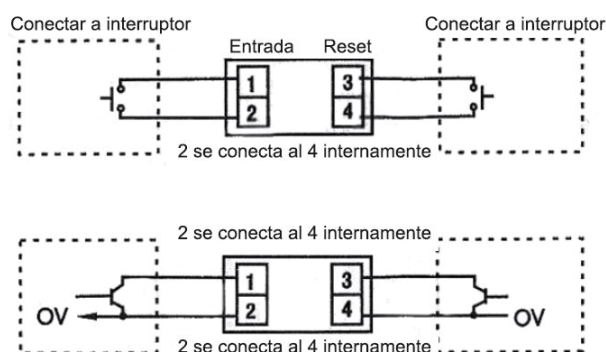 Conectar a interruptor
Conectar a interruptor
Entrada
Reset
1
3
2
4
2 se conecta al 4 internamente
2 se conecta al 4 internamente
1
3
2
4
OV
OV
2 se conecta al 4 internamente